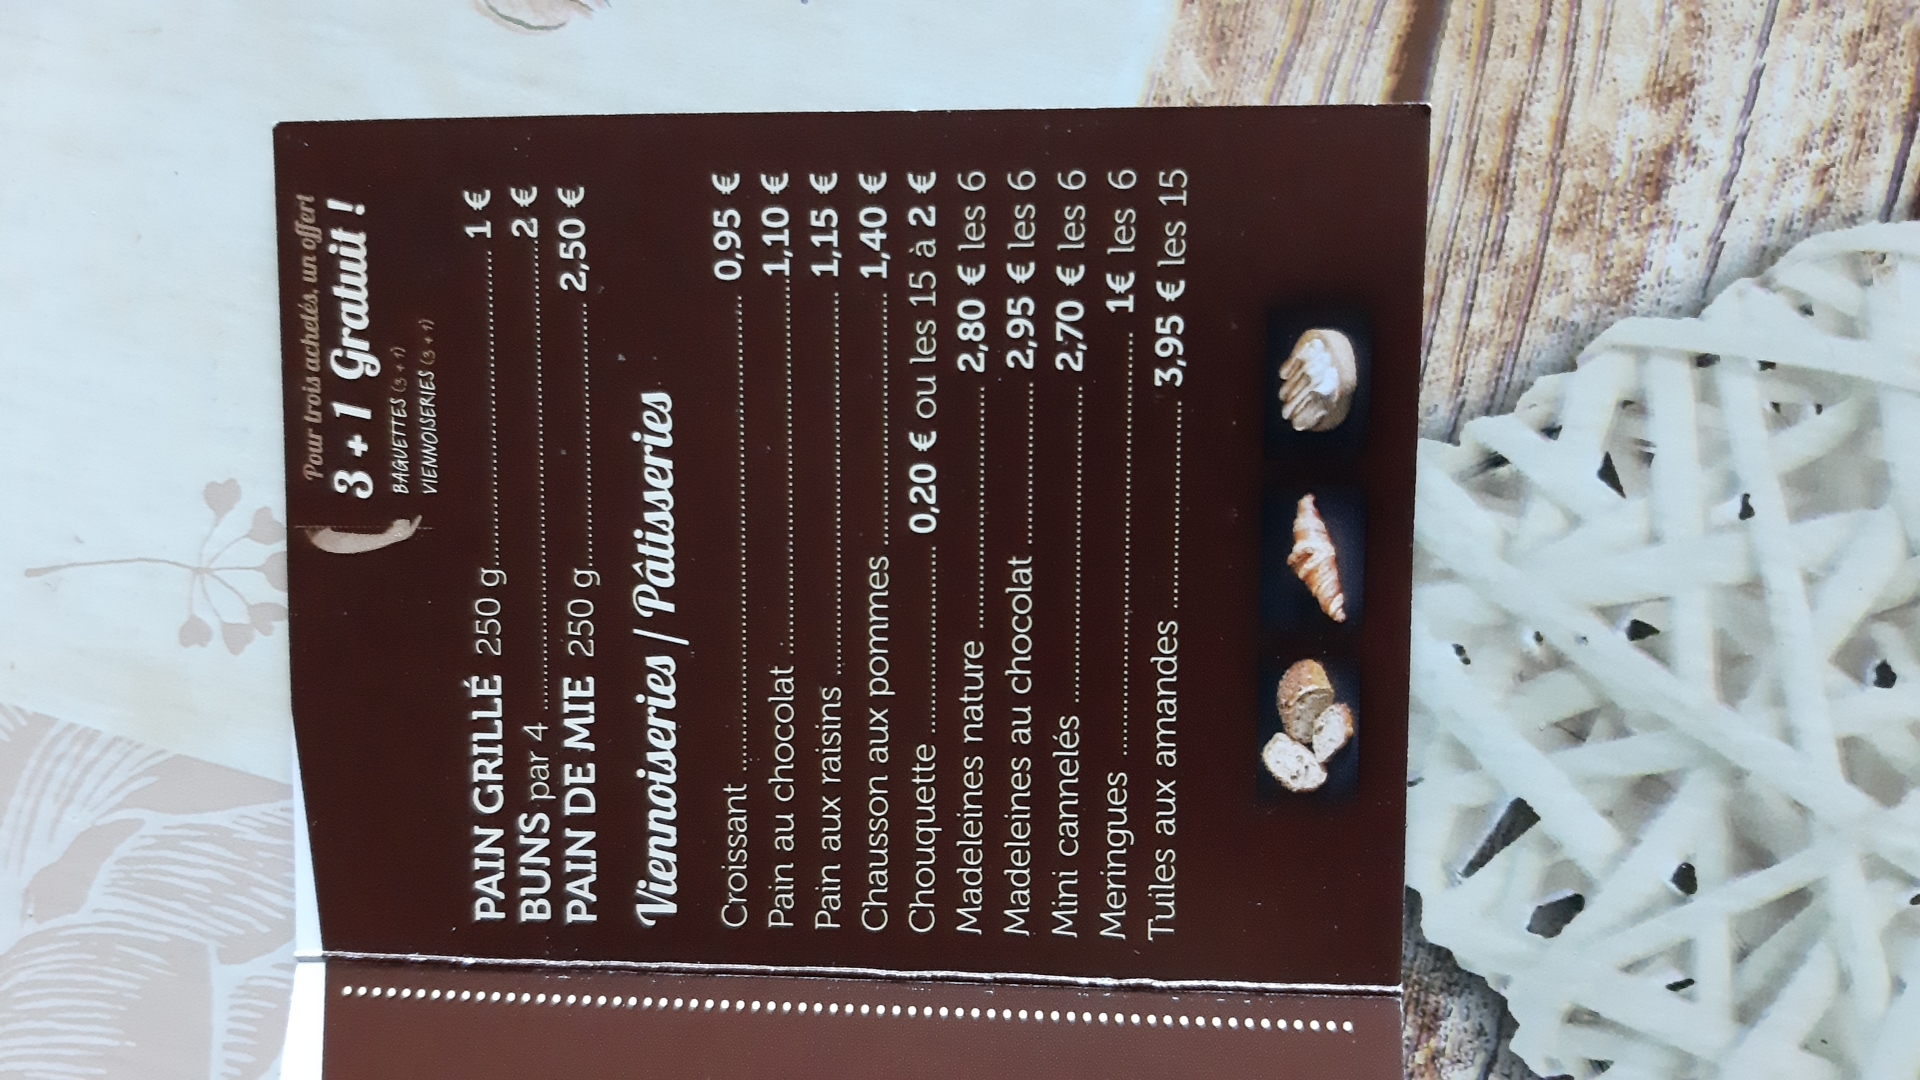 Pour trois achetés, un offert
3 + 1 Gratuit !
BAGUETTES (3 + 1)
VIENNOISERIES (3 + 1)
PAIN GRILLÉ 250 g 1 €
BUNS par 4 2 €
PAIN DE MIE 250 g 2,50 €
Viennoiseries / Pâtisseries
Croissant 0,95 €
Pain au chocolat 1,10 €
Pain aux raisins 1,15 €
Chausson aux pommes 1,40 €
Chouquette 0,20 € ou les 15 à 2 €
Madeleines nature 2,80 € les 6
Madeleines au chocolat 2,95 € les 6
Mini cannelés 2,70 € les 6
Meringues 1€ les 6
Tuiles aux amandes 3,95 € les 15